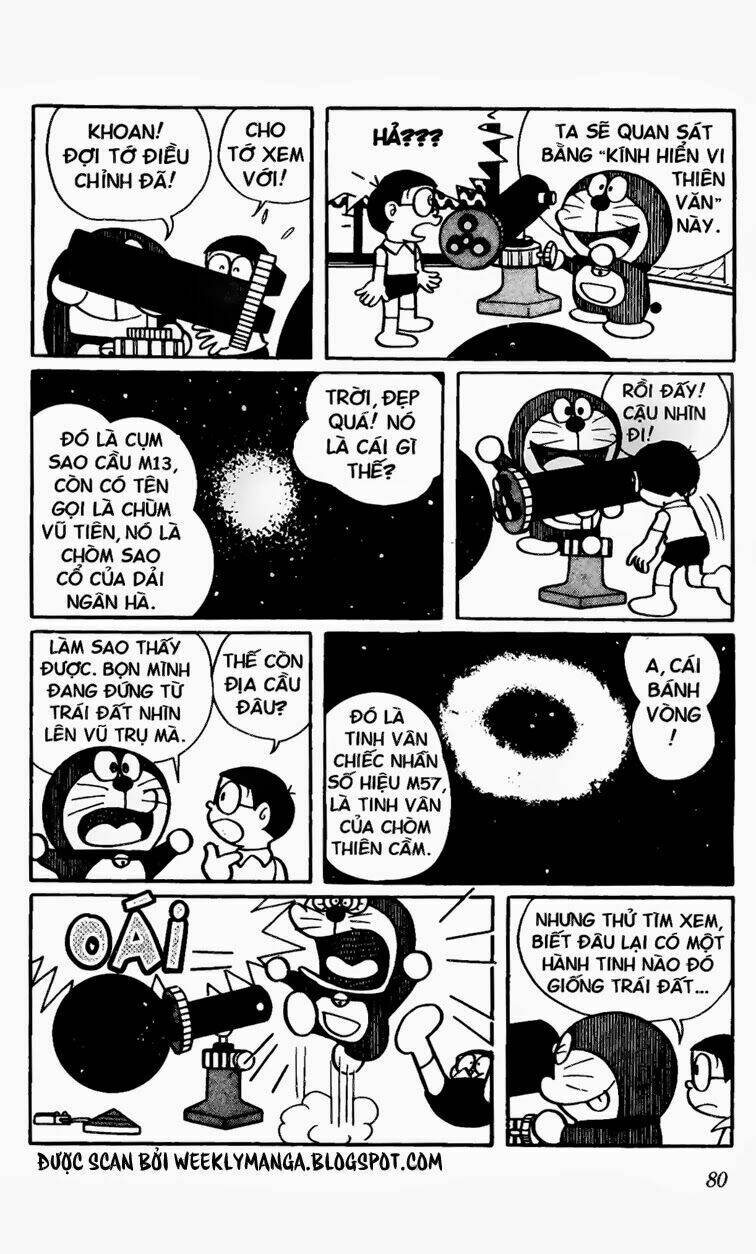 TA SẼ QUAN SÁT
BẰNG “KÍNH HIỂN VI
THIÊN
VĂN”
NÀY.
HẢ???
CHO
TỚ XEM
VỚI!
KHOAN!
ĐỢI TỚ ĐIỀU
CHỈNH ĐÃ!
RỒI ĐẤY!
CẬU NHÌN
ĐI!
TRỜI, ĐẸP
QUÁ! NÓ
LÀ CÁI GÌ
THẾ?
ĐÓ LÀ CỤM
SAO CẦU M13,
CÒN CÓ TÊN
GỌI LÀ CHÙM
VŨ TIÊN, NÓ LÀ
CHÒM SAO
CỔ CỦA DẢI
NGÂN HÀ.
A, CÁI
BÁNH
VÒNG
!
ĐÓ LÀ
TINH VÂN
CHIẾC NHẪN
SỐ HIỆU M57,
LÀ TINH VÂN
CỦA CHÒM
THIÊN CẦM.
THẾ CÒN
ĐỊA CẦU
ĐÂU?
LÀM SAO THẤY
ĐƯỢC. BỌN MÌNH
ĐANG ĐỨNG TỪ
TRÁI ĐẤT NHÌN
LÊN VŨ TRỤ MÀ.
NHƯNG THỬ TÌM XEM,
BIẾT ĐÂU LẠI CÓ MỘT
HÀNH TINH NÀO ĐÓ
GIỐNG TRÁI ĐẤT...
OÁI
ĐƯỢC SCAN BỞI WEEKLYMANGA.BLOGSPOT.COM
80